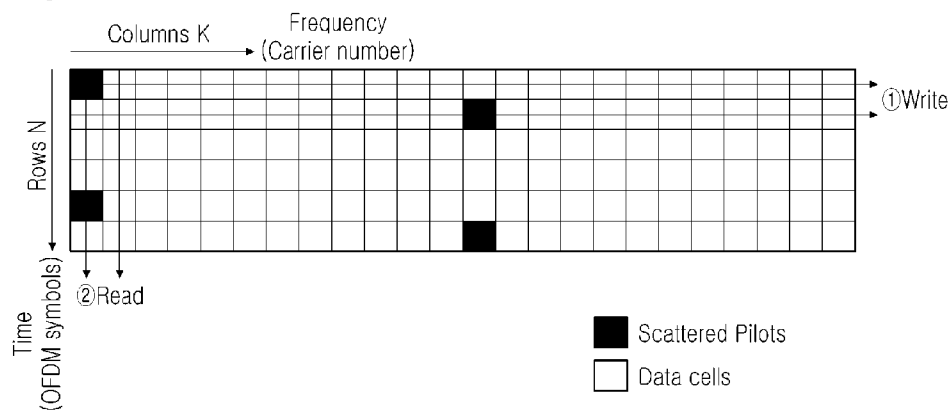 Columns K
Frequency
(Carrier number)
①Write
Rows N
②Read
Time
(OFDM symbols)
Scattered Pilots
Data cells